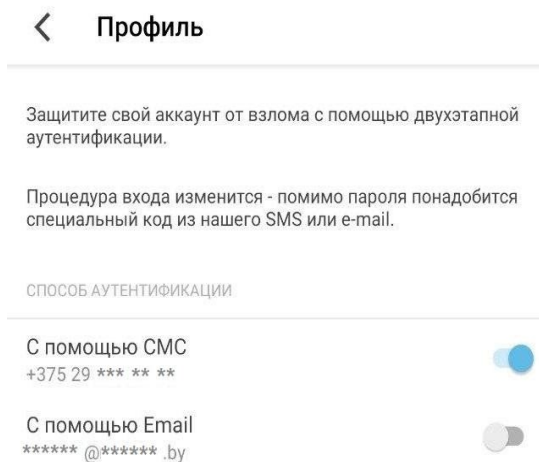 Профиль
Защитите свой аккаунт от взлома с помощью двухэтапной
аутентификации.
Процедура входа изменится - помимо пароля понадобится
специальный код из нашего SMS или e-mail.
СПОСОБ АУТЕНТИФИКАЦИИ
С помощью СМС
+375 29 *** ** **
С помощью Email
****** @****** .by